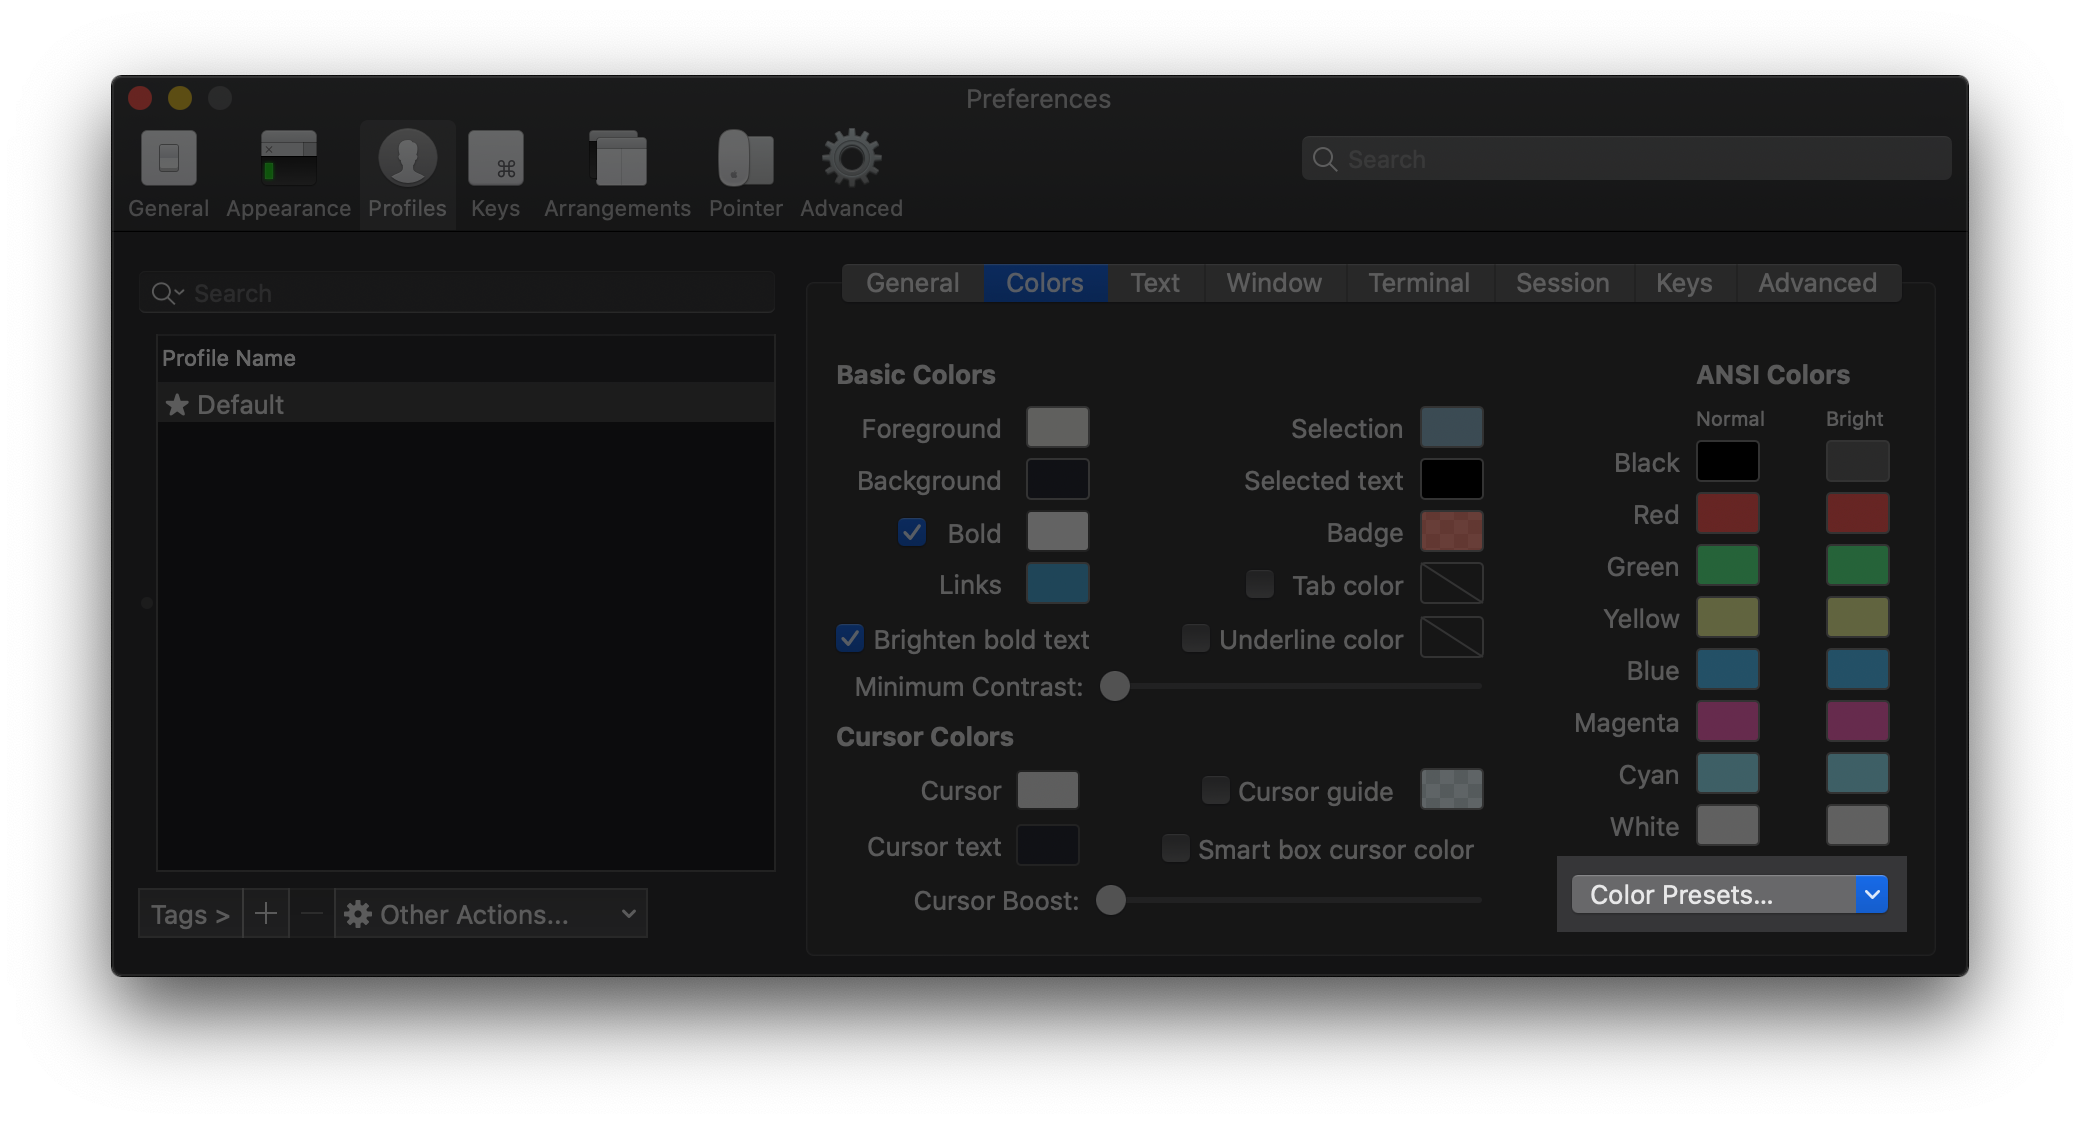 Preferences
General Appearance Profiles Keys Arrangements Pointer Advanced
Search
Search
Profile Name
Default
Tags >
Other Actions...
General Colors Text Window Terminal Session Keys Advanced
Basic Colors
Foreground
Background
Bold
Links
Brighten bold text
Selection
Selected text
Badge
Tab color
Underline color
Minimum Contrast:
Cursor Colors
Cursor
Cursor text
Cursor guide
Smart box cursor color
Cursor Boost:
ANSI Colors
Normal Bright
Black
Red
Green
Yellow
Blue
Magenta
Cyan
White
Color Presets...